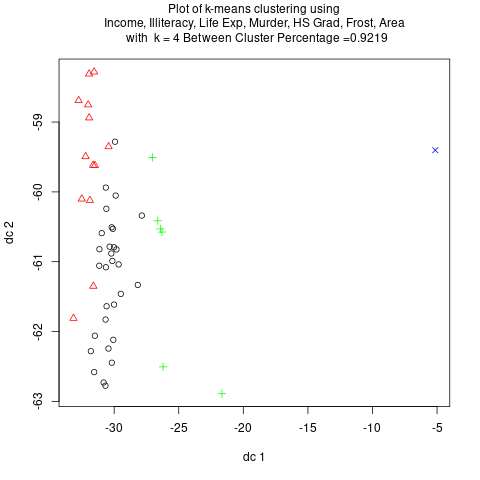 Plot of k-means clustering using
Income, Illiteracy, Life Exp, Murder, HS Grad, Frost, Area
with k = 4 Between Cluster Percentage =0.9219
-59
-60
-61
-62
-63
dc 2
-30
-25
-20
-15
-10
-5
dc 1